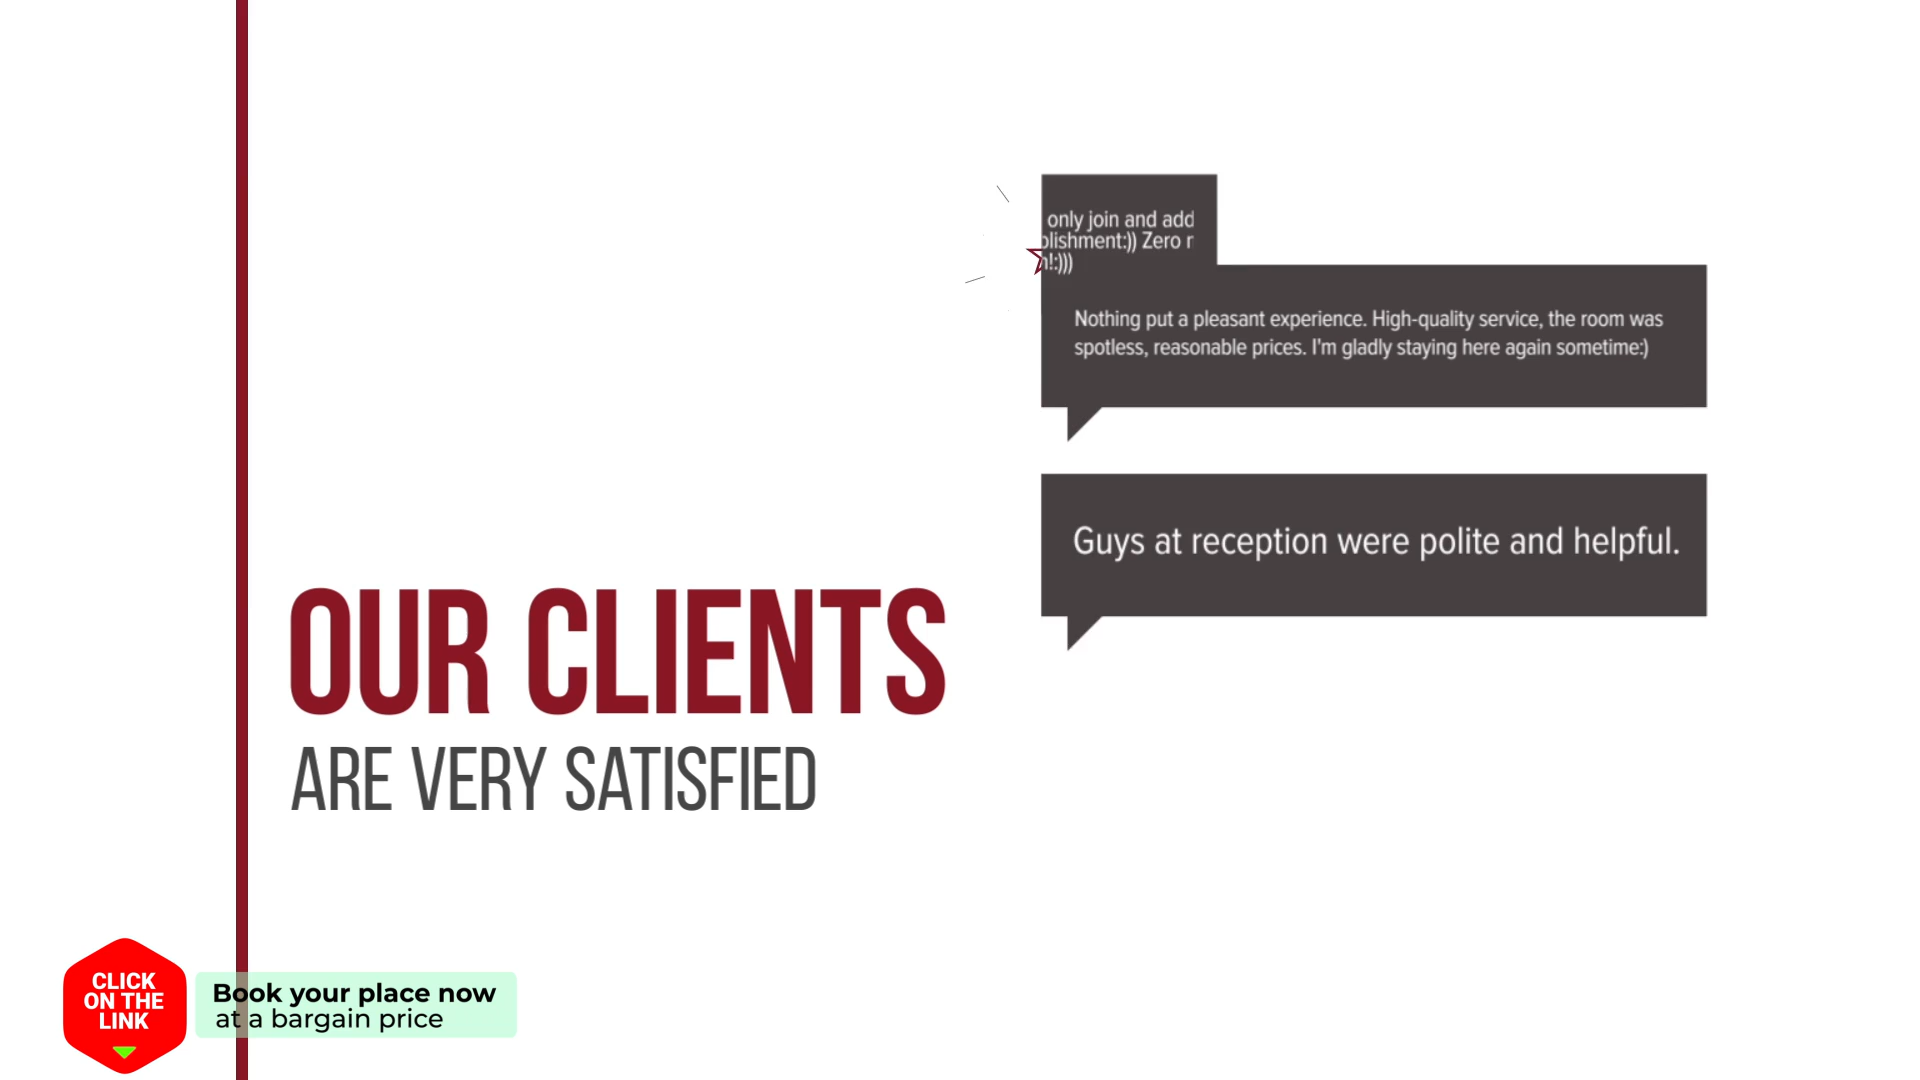 only join and add
Zero
Nothing put a pleasant experience. High-quality service, the room was
spotless, reasonable prices. I'm gladly staying here again sometime:)
Guys at reception were polite and helpful.
OUR CLIENTS
ARE VERY SATISFIED
CLICK
ON THE
LINK
Book your place now
at a bargain price